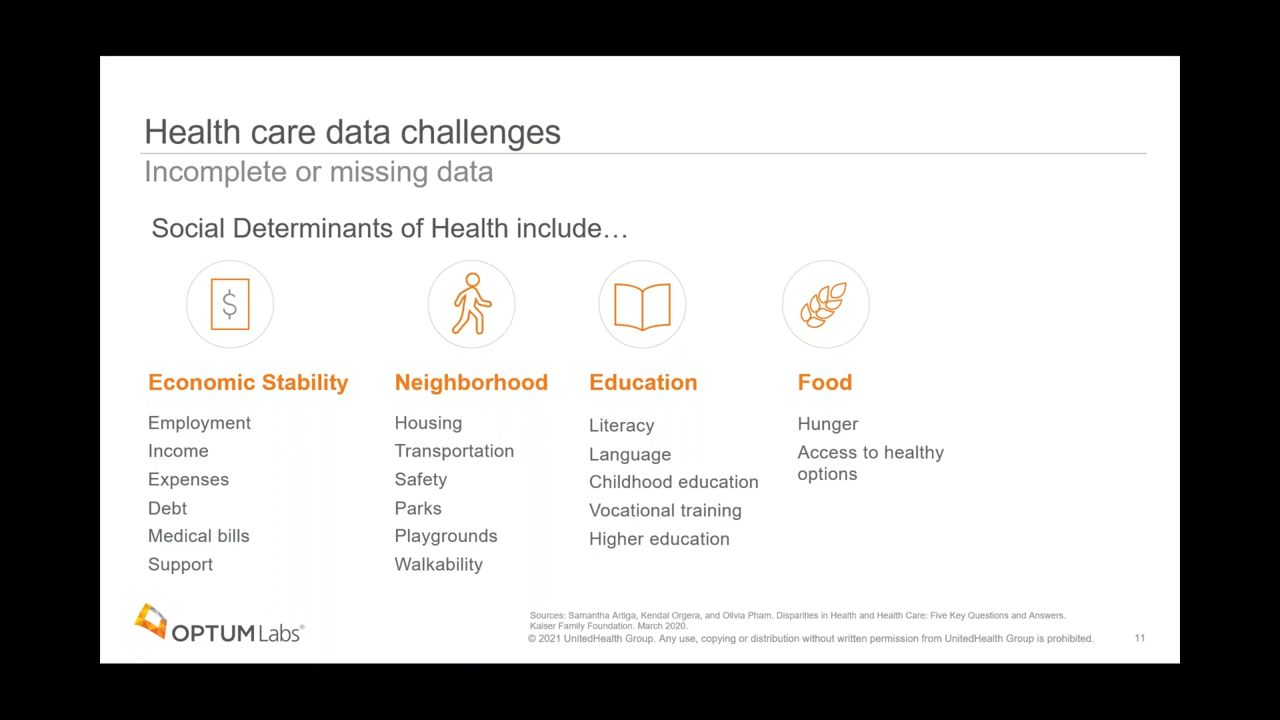 Health care data challenges
Incomplete or missing data
Social Determinants of Health include…
$
Economic Stability
Employment
Income
Expenses
Debt
Medical bills
Support
Neighborhood
Housing
Transportation
Safety
Parks
Playgrounds
Walkability
Education
Literacy
Language
Childhood education
Vocational training
Higher education
Food
Hunger
Access to healthy
options
OPTUMLabs®
Sources: Samantha Artiga, Kendal Orgera, and Olivia Pham. Disparities in Health and Health Care: Five Key Questions and Answers.
Kaiser Family Foundation. March 2020.
© 2021 UnitedHealth Group. Any use, copying or distribution without written permission from UnitedHealth Group is prohibited.
11